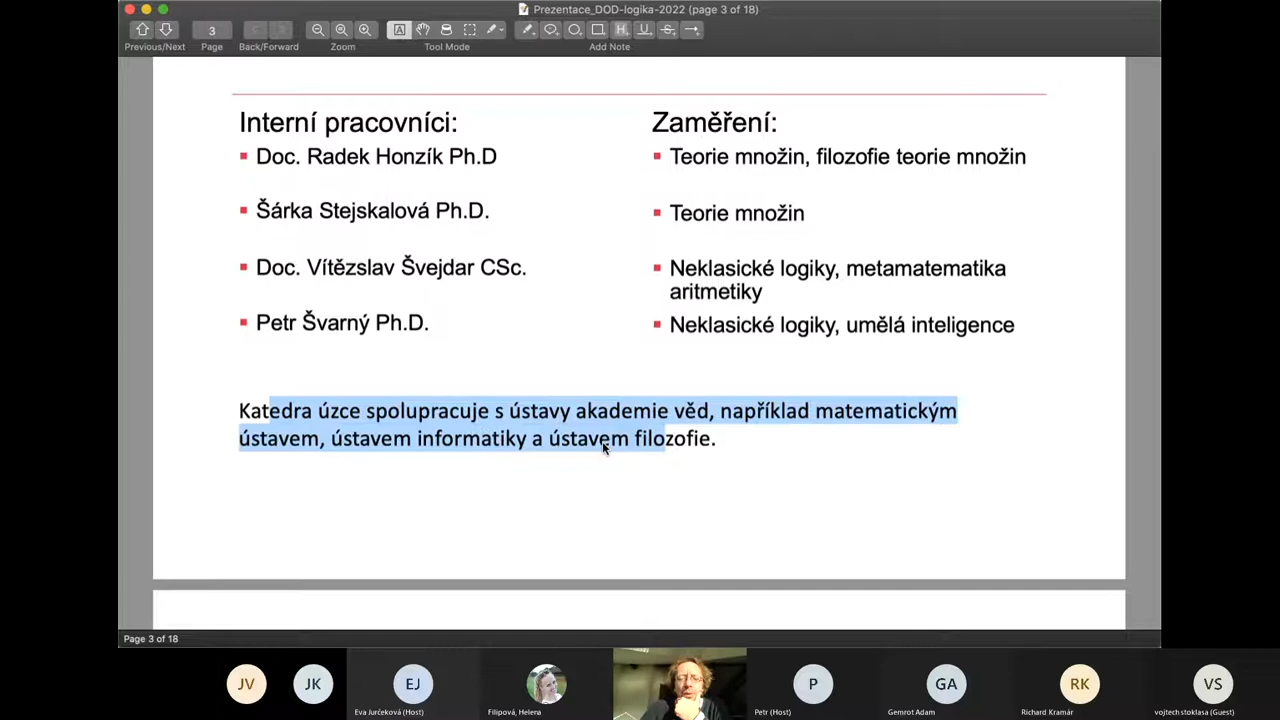 Prezentace_DOD-logika-2022 (page 3 of 18)
3
Previous/Next
Page
Back/Forward
Zoom
Tool Mode
Add Note
Interní pracovníci:
Doc. Radek Honzík Ph.D
Šárka Stejskalová Ph.D.
Doc. Vítězslav Švejdar CSc.
Petr Švarný Ph.D.
Zaměření:
Teorie množin, filozofie teorie množin
Teorie množin
Neklasické logiky, metamatematika
aritmetiky
Neklasické logiky, umělá inteligence
Katedra úzce spolupracuje s ústavy akademie věd, například matematickým
ústavem, ústavem informatiky a ústavem filozofie.
Page 3 of 18
JV
JK
EJ
Eva Jurčeková (Host)
Filipová, Helena
P
Petr (Host)
GA
Gemrot Adam
RK
Richard Kramár
VS
vojtech stoklasa (Guest)